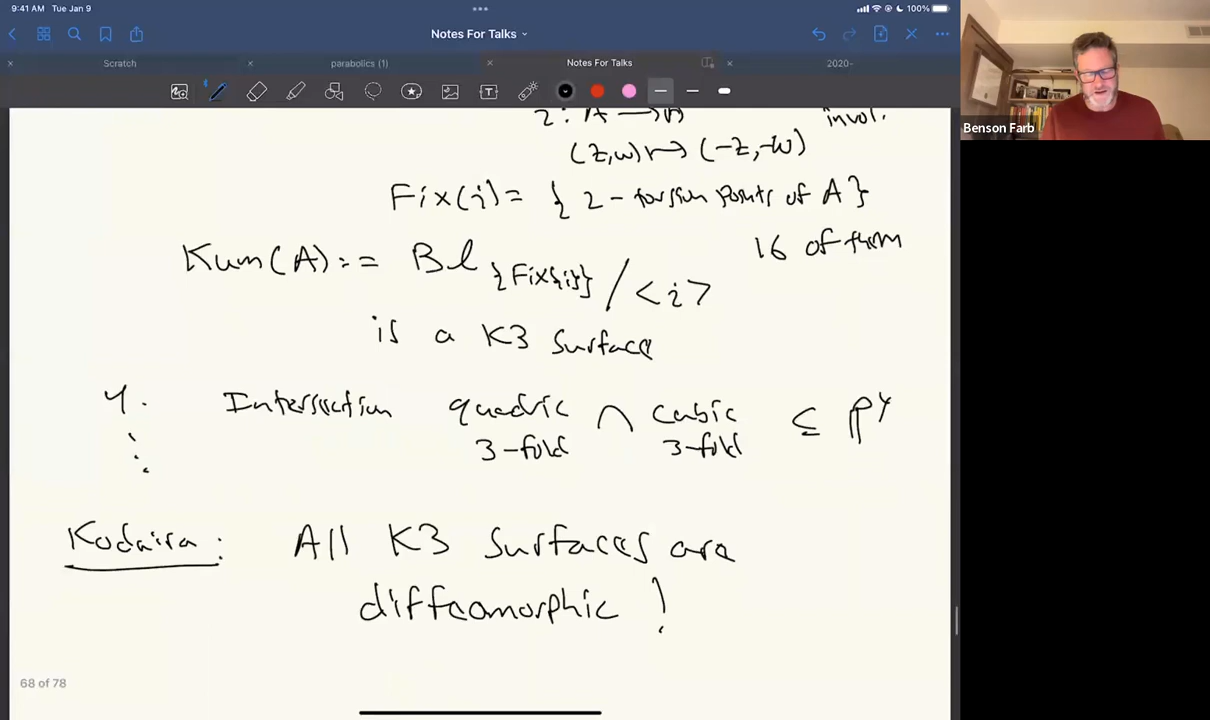 9:41 AM Tue Jan 9
100%
Notes For Talks
Scratch
parabolics (1)
Notes For Talks
2020-
i: A → A invol.
(z,w) ↦ (-z,-w)
Fix(i) = { 2-torsion points of A }
16 of them
Kum(A) := Bl {Fix{i}} / <i>
is a K3 surface
4. Intersection quadric 3-fold ∩ cubic 3-fold ⊆ P⁴
⋮
Kodaira: All K3 surfaces are
diffeomorphic !
68 of 78
Benson Farb